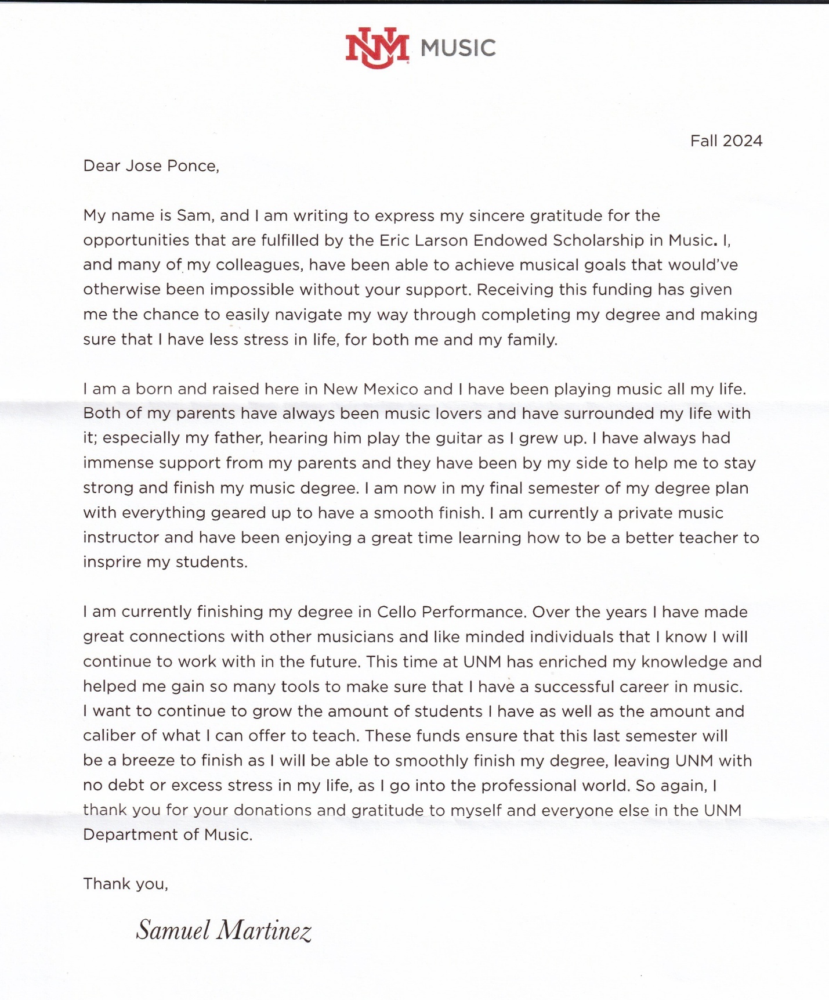 UNM MUSIC
Fall 2024
Dear Jose Ponce,
My name is Sam, and I am writing to express my sincere gratitude for the
opportunities that are fulfilled by the Eric Larson Endowed Scholarship in Music. I,
and many of my colleagues, have been able to achieve musical goals that would've
otherwise been impossible without your support. Receiving this funding has given
me the chance to easily navigate my way through completing my degree and making
sure that I have less stress in life, for both me and my family.
I am a born and raised here in New Mexico and I have been playing music all my life.
Both of my parents have always been music lovers and have surrounded my life with
it; especially my father, hearing him play the guitar as I grew up. I have always had
immense support from my parents and they have been by my side to help me to stay
strong and finish my music degree. I am now in my final semester of my degree plan
with everything geared up to have a smooth finish. I am currently a private music
instructor and have been enjoying a great time learning how to be a better teacher to
insprire my students.
I am currently finishing my degree in Cello Performance. Over the years I have made
great connections with other musicians and like minded individuals that I know I will
continue to work with in the future. This time at UNM has enriched my knowledge and
helped me gain so many tools to make sure that I have a successful career in music.
I want to continue to grow the amount of students I have as well as the amount and
caliber of what I can offer to teach. These funds ensure that this last semester will
be a breeze to finish as I will be able to smoothly finish my degree, leaving UNM with
no debt or excess stress in my life, as I go into the professional world. So again, I
thank you for your donations and gratitude to myself and everyone else in the UNM
Department of Music.
Thank you,
Samuel Martinez